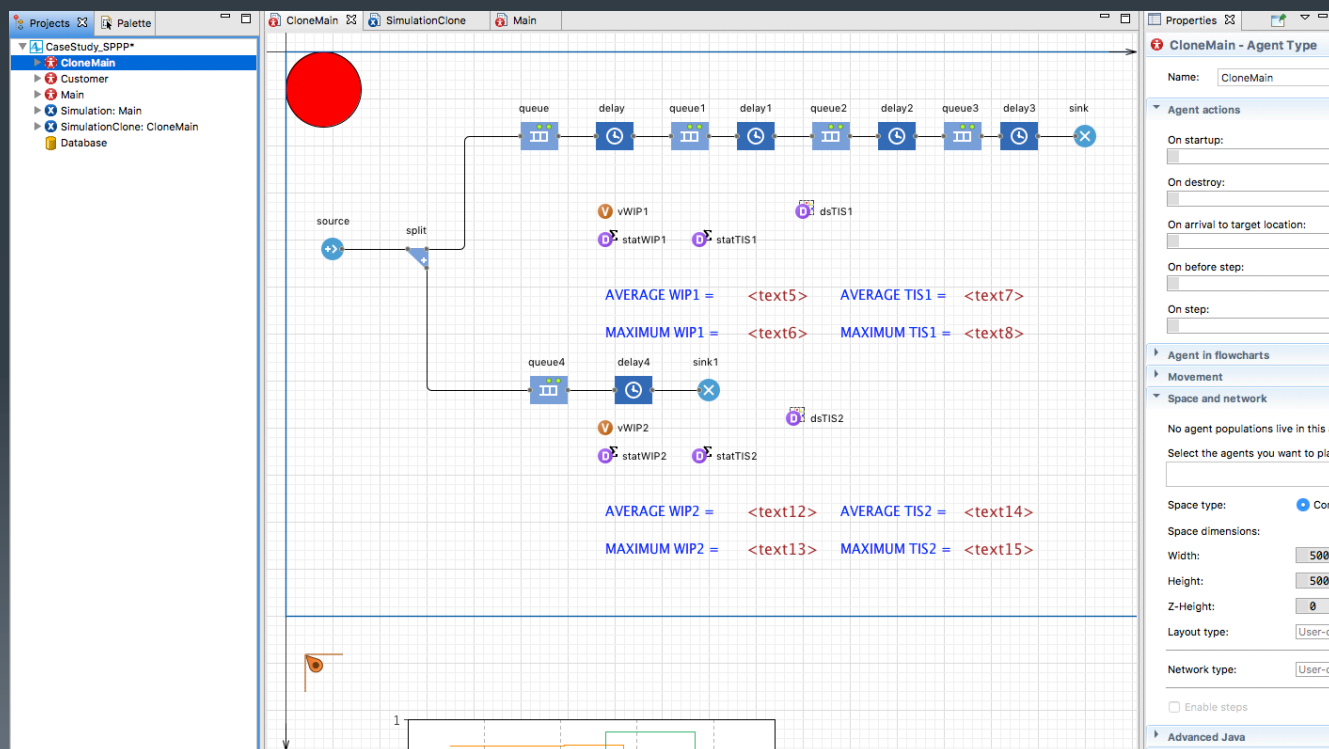 Projects
Palette
CaseStudy_SPPP*
CloneMain
Customer
Main
Simulation: Main
SimulationClone: CloneMain
Database
CloneMain
SimulationClone
Main
queue
delay
queue1
delay1
queue2
delay2
queue3
delay3
sink
source
split
vWIP1
dsTIS1
statWIP1
statTIS1
AVERAGE WIP1 = <text5> AVERAGE TIS1 = <text7>
MAXIMUM WIP1 = <text6> MAXIMUM TIS1 = <text8>
queue4
delay4
sink1
vWIP2
dsTIS2
statWIP2
statTIS2
AVERAGE WIP2 = <text12> AVERAGE TIS2 = <text14>
MAXIMUM WIP2 = <text13> MAXIMUM TIS2 = <text15>
1
Properties
CloneMain - Agent Type
Name: CloneMain
Agent actions
On startup:
On destroy:
On arrival to target location:
On before step:
On step:
Agent in flowcharts
Movement
Space and network
No agent populations live in this
Select the agents you want to pla
Space type: Con
Space dimensions:
Width: 500
Height: 500
Z-Height: 0
Layout type: User-d
Network type: User-d
Enable steps
Advanced Java